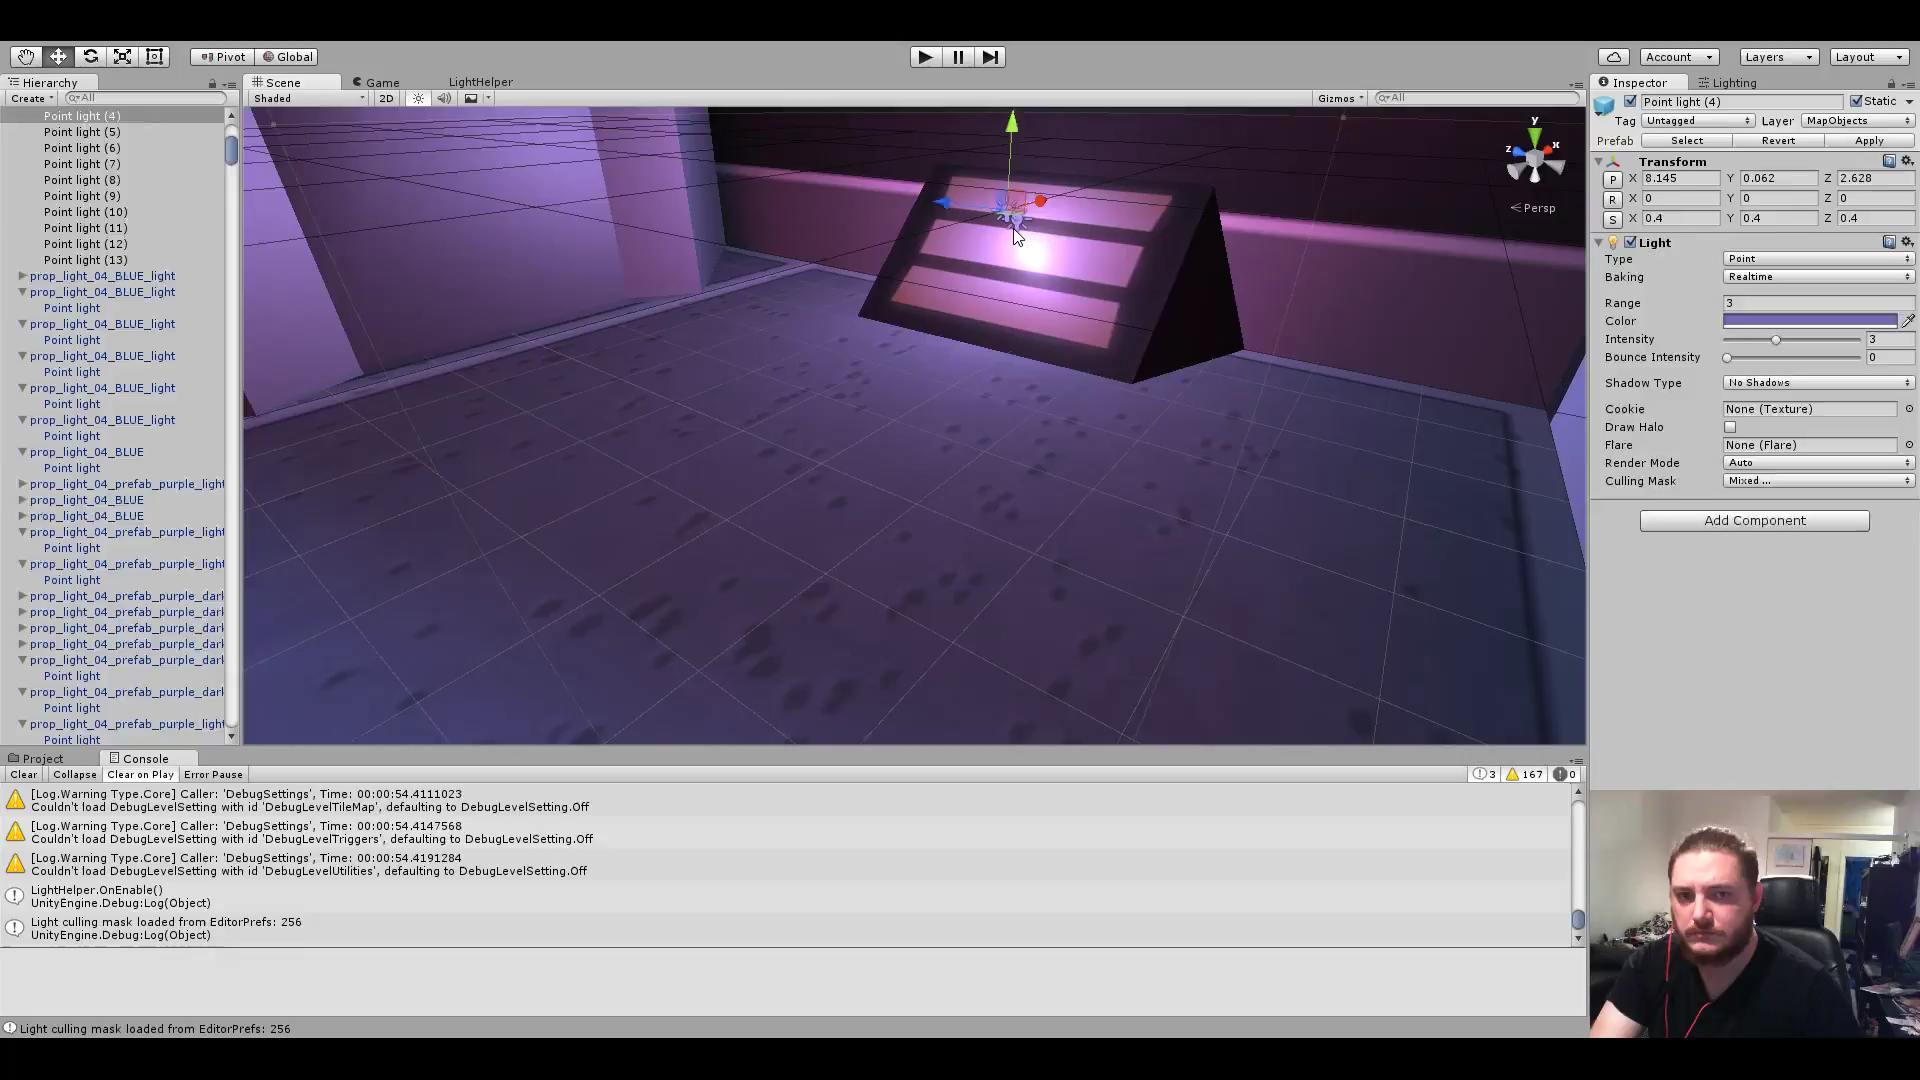 Pivot Global
Account Layers Layout
Hierarchy
Create All
Point light (4)
Point light (5)
Point light (6)
Point light (7)
Point light (8)
Point light (9)
Point light (10)
Point light (11)
Point light (12)
Point light (13)
prop_light_04_BLUE_light
prop_light_04_BLUE_light
Point light
prop_light_04_BLUE_light
Point light
prop_light_04_BLUE_light
Point light
prop_light_04_BLUE_light
Point light
prop_light_04_BLUE_light
Point light
prop_light_04_BLUE
Point light
prop_light_04_prefab_purple_light
prop_light_04_BLUE
prop_light_04_BLUE
prop_light_04_prefab_purple_light
Point light
prop_light_04_prefab_purple_light
Point light
prop_light_04_prefab_purple_dark
prop_light_04_prefab_purple_dark
prop_light_04_prefab_purple_dark
prop_light_04_prefab_purple_dark
prop_light_04_prefab_purple_dark
Point light
prop_light_04_prefab_purple_dark
Point light
prop_light_04_prefab_purple_light
Point light
Scene Game LightHelper
Shaded 2D Gizmos All
y
x
z
Persp
Inspector Lighting
Point light (4) Static
Tag Untagged Layer MapObjects
Prefab Select Revert Apply
Transform
P X 8.145 Y 0.062 Z 2.628
R X 0 Y 0 Z 0
S X 0.4 Y 0.4 Z 0.4
Light
Type Point
Baking Realtime
Range 3
Color
Intensity 3
Bounce Intensity 0
Shadow Type No Shadows
Cookie None (Texture)
Draw Halo
Flare None (Flare)
Render Mode Auto
Culling Mask Mixed ...
Add Component
Project Console
Clear Collapse Clear on Play Error Pause 3 167 0
[Log.Warning Type.Core] Caller: 'DebugSettings', Time: 00:00:54.4111023
Couldn't load DebugLevelSetting with id 'DebugLevelTileMap', defaulting to DebugLevelSetting.Off
[Log.Warning Type.Core] Caller: 'DebugSettings', Time: 00:00:54.4147568
Couldn't load DebugLevelSetting with id 'DebugLevelTriggers', defaulting to DebugLevelSetting.Off
[Log.Warning Type.Core] Caller: 'DebugSettings', Time: 00:00:54.4191284
Couldn't load DebugLevelSetting with id 'DebugLevelUtilities', defaulting to DebugLevelSetting.Off
LightHelper.OnEnable()
UnityEngine.Debug:Log(Object)
Light culling mask loaded from EditorPrefs: 256
UnityEngine.Debug:Log(Object)
Light culling mask loaded from EditorPrefs: 256